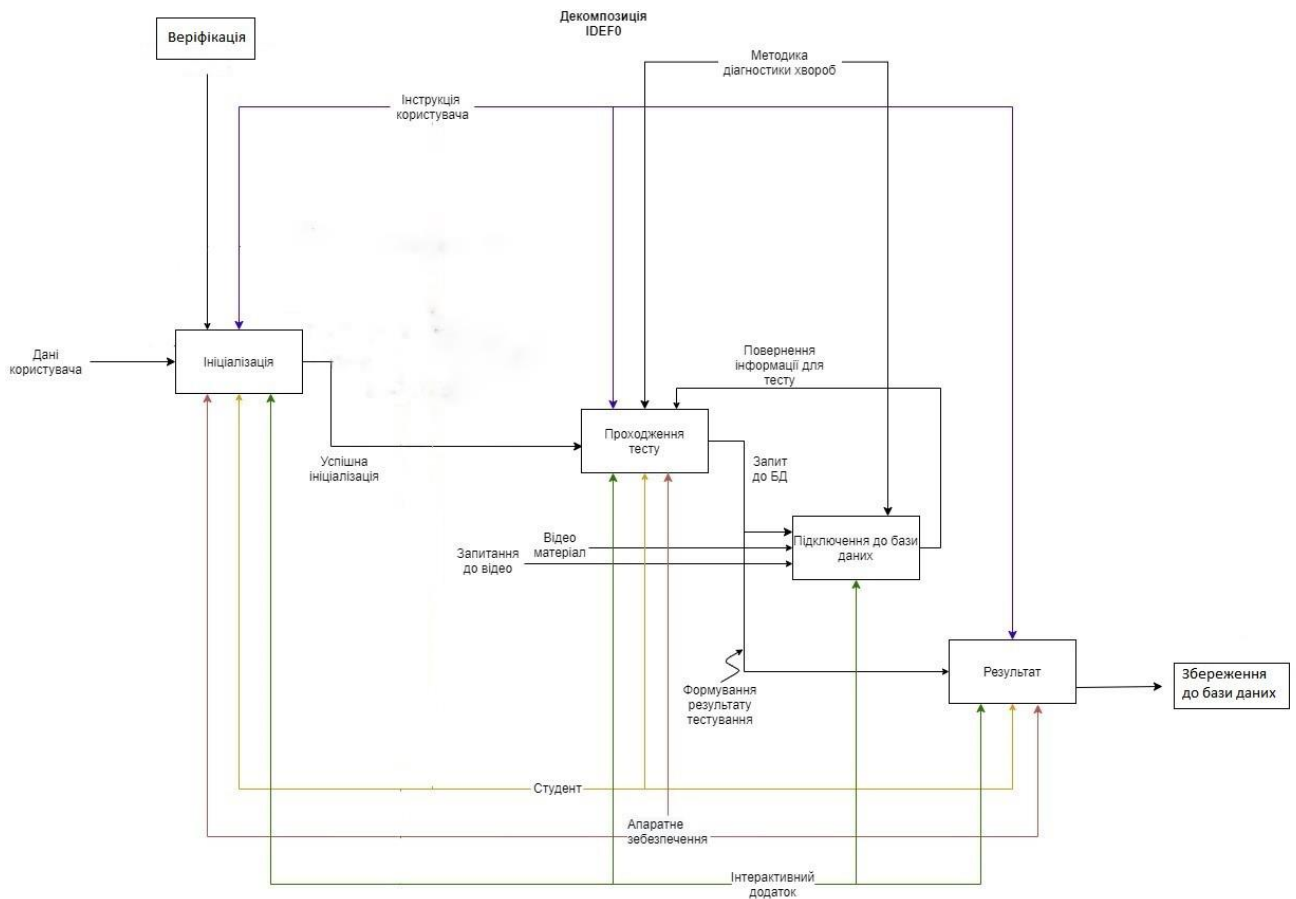 Декомпозиція
IDEF0
Веріфікація
Методика
діагностики хвороб
Інструкція
користувача
Дані
користувача
Ініціалізація
Повернення
інформації для
тесту
Проходження
тесту
Успішна
ініціалізація
Запит
до БД
Відео
матеріал
Запитання
до відео
Підключення до бази
даних
Формування
результату
тестування
Результат
Збереження
до бази даних
Студент
Апаратне
зебезпечення
Інтерактивний
додаток